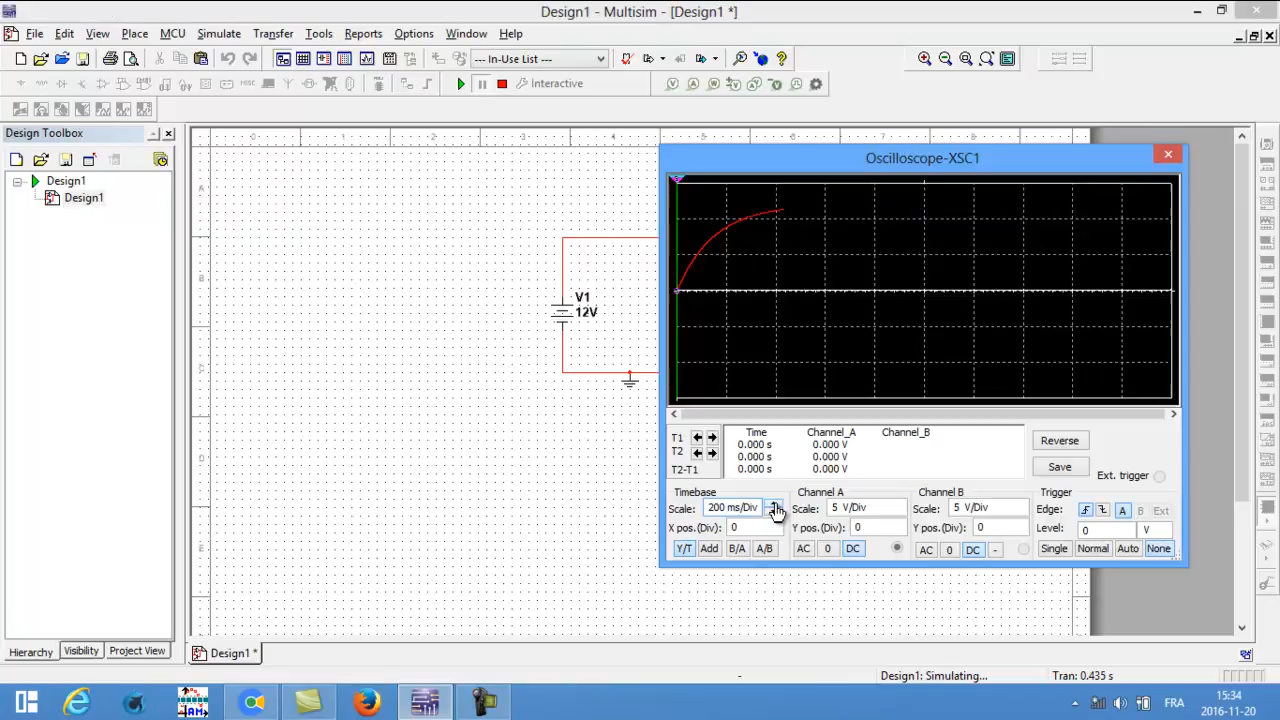 Design1 - Multisim - [Design1 *]
File Edit View Place MCU Simulate Transfer Tools Reports Options Window Help
--- In-Use List ---
Interactive
Design Toolbox
Design1
Design1
V1
12V
Oscilloscope-XSC1
Time Channel_A Channel_B
T1 0.000 s 0.000 V
T2 0.000 s 0.000 V
T2-T1 0.000 s 0.000 V
Reverse
Save
Ext. trigger
Timebase Channel A Channel B Trigger
Scale: 200 ms/Div Scale: 5 V/Div Scale: 5 V/Div Edge: A B Ext
X pos.(Div): 0 Y pos.(Div): 0 Y pos.(Div): 0 Level: 0 V
Y/T Add B/A A/B AC 0 DC AC 0 DC - Single Normal Auto None
Hierarchy Visibility Project View
Design1 *
- Design1: Simulating... Tran: 0.435 s
FRA
15:34
2016-11-20